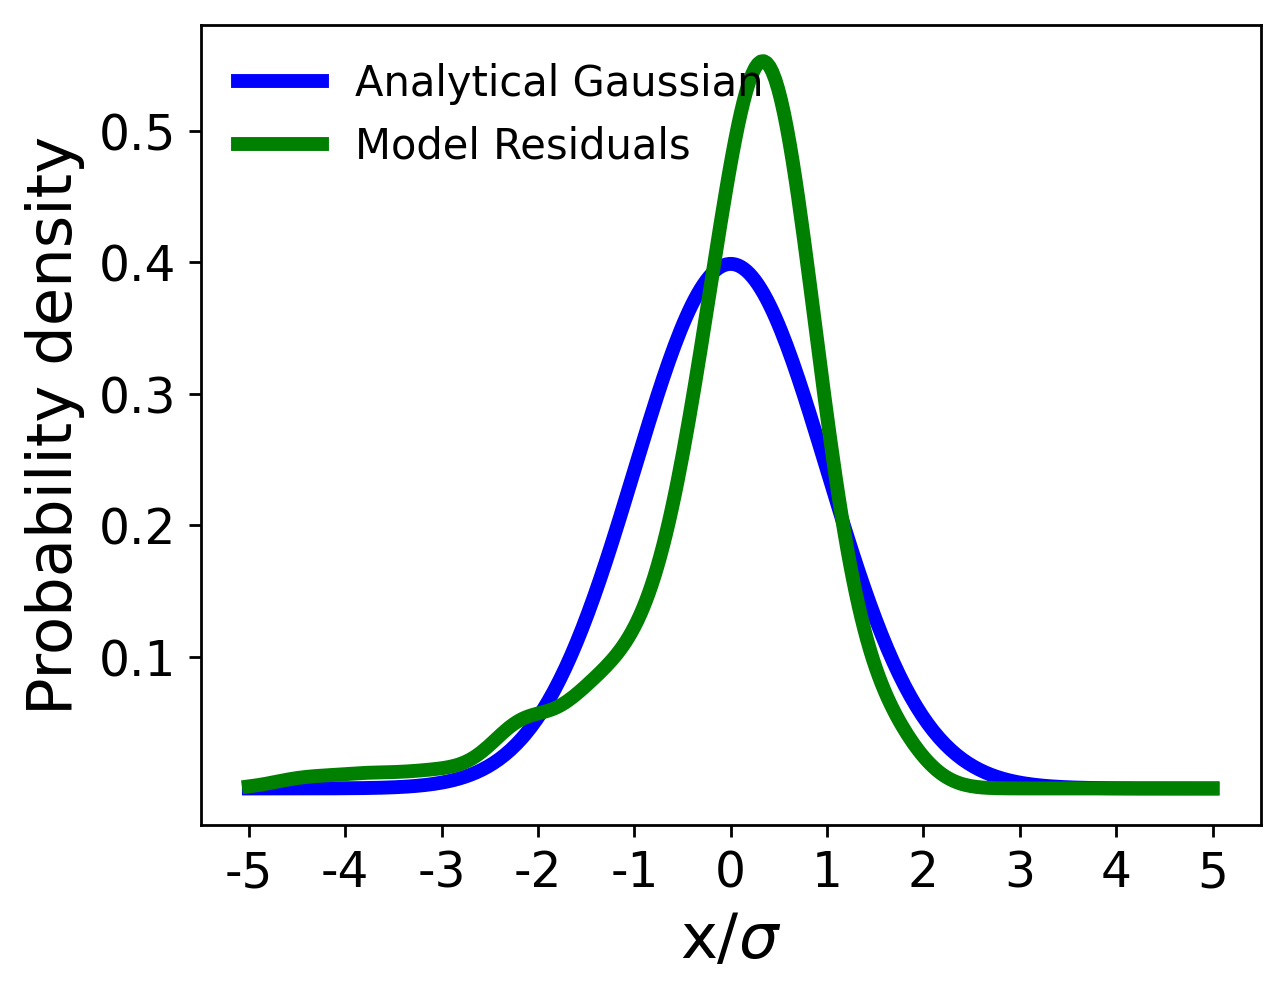 Analytical Gaussian
Model Residuals
Probability density
0.5
0.4
0.3
0.2
0.1
-5 -4 -3 -2 -1 0 1 2 3 4 5
x/σ